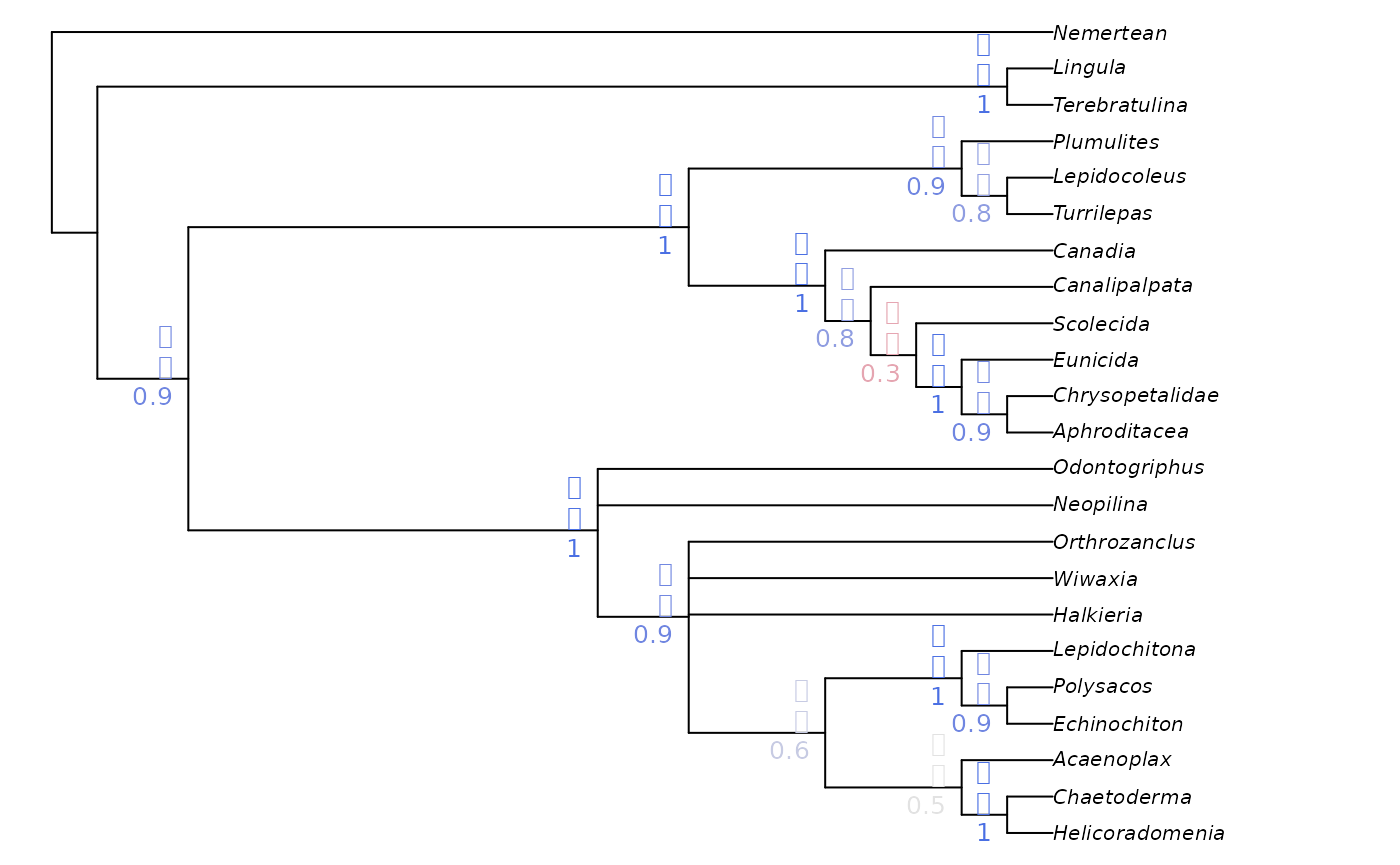 Nemertean
Lingula
1
Terebratulina
Plumulites
Lepidocoleus
0.9
Turrilepas
0.8
1
Canadia
Canalipalpata
1
Scolecida
0.8
Eunicida
0.3
Chrysopetalidae
0.9
1
Aphroditacea
0.9
Odontogriphus
Neopilina
1
Orthrozanclus
Wiwaxia
Halkieria
0.9
Lepidochitona
Polysacos
1
Echinochiton
0.9
0.6
Acaenoplax
Chaetoderma
0.5
Helicoradomenia
1